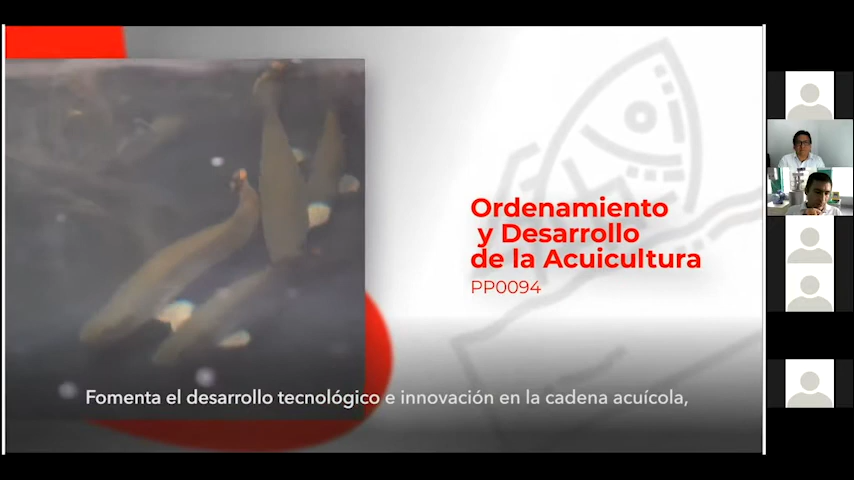 Ordenamiento
y Desarrollo
de la Acuicultura
PP0094
Fomenta el desarrollo tecnológico e innovación en la cadena acuícola,